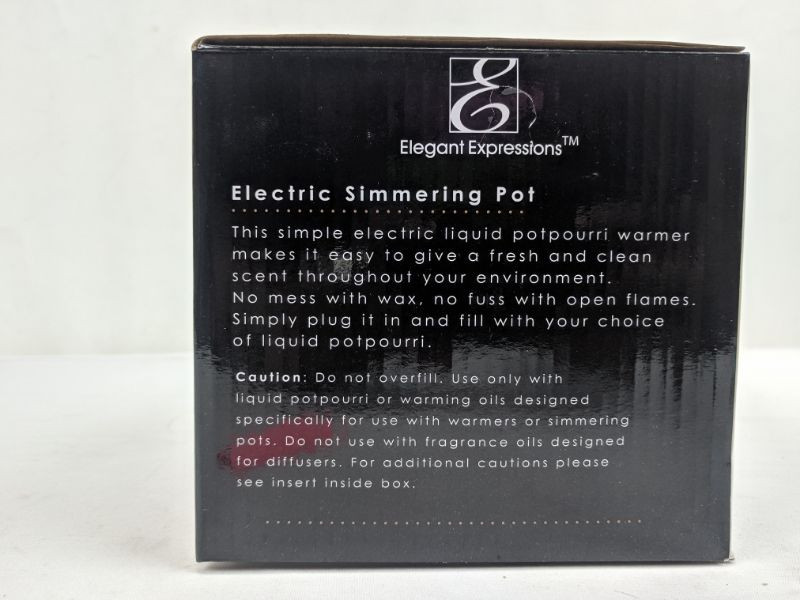 E
Elegant Expressions™
Electric Simmering Pot
This simple electric liquid potpourri warmer
makes it easy to give a fresh and clean
scent throughout your environment.
No mess with wax, no fuss with open flames.
Simply plug it in and fill with your choice
of liquid potpourri.
Caution: Do not overfill. Use only with
liquid potpourri or warming oils designed
specifically for use with warmers or simmering
pots. Do not use with fragrance oils designed
for diffusers. For additional cautions please
see insert inside box.